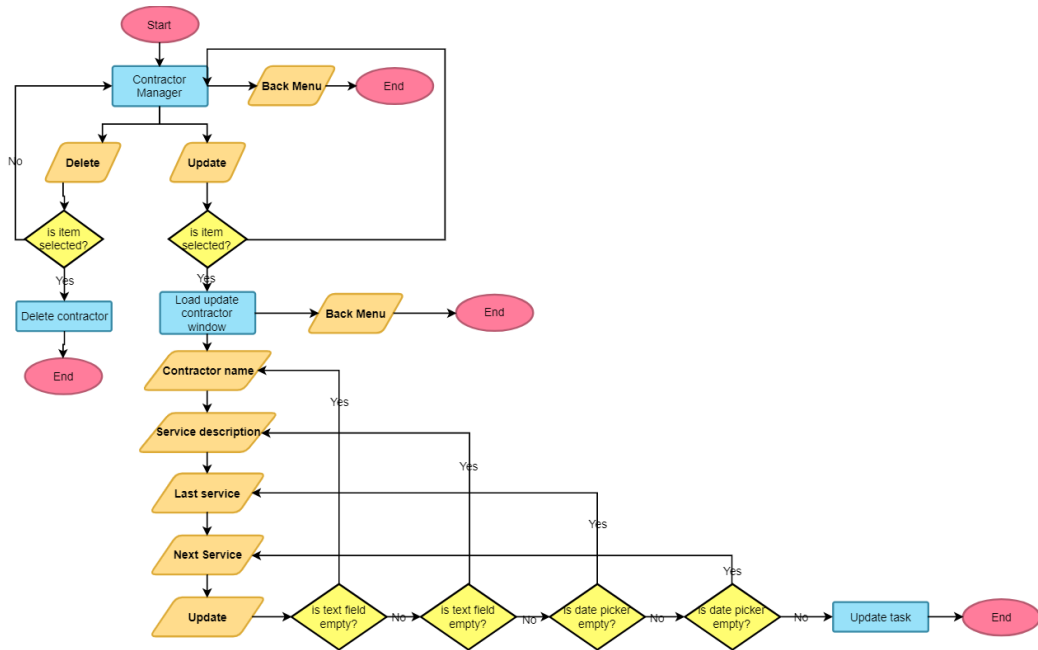 Start
Contractor
Manager
Back Menu
End
No
Delete
Update
is item
selected?
is item
selected?
Yes
Yes
Delete contractor
Load update
contractor
window
Back Menu
End
End
Contractor name
Yes
Service description
Yes
Last service
Yes
Next Service
Yes
Update
is text field
empty?
No
is text field
empty?
No
is date picker
empty?
No
is date picker
empty?
No
Update task
End